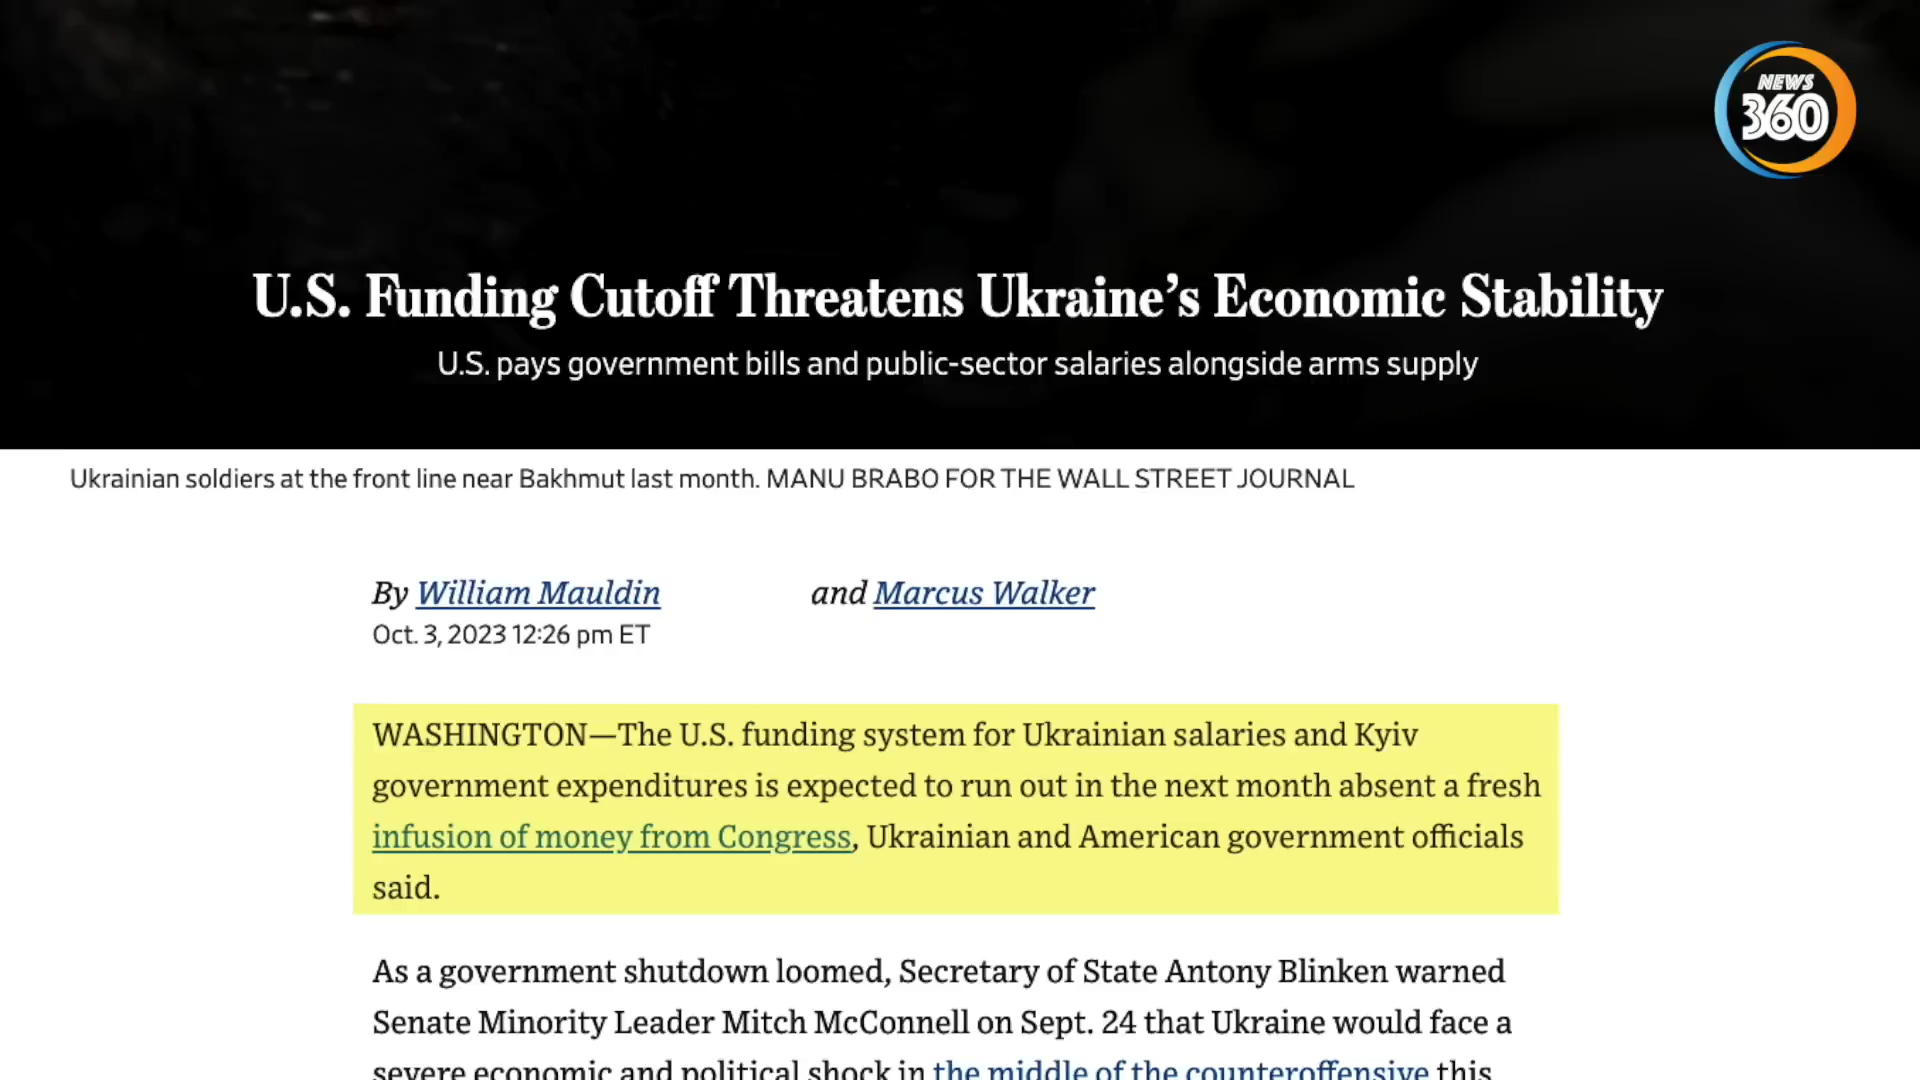 NEWS
360
U.S. Funding Cutoff Threatens Ukraine’s Economic Stability
U.S. pays government bills and public-sector salaries alongside arms supply
Ukrainian soldiers at the front line near Bakhmut last month. MANU BRABO FOR THE WALL STREET JOURNAL
By William Mauldin and Marcus Walker
Oct. 3, 2023 12:26 pm ET
WASHINGTON—The U.S. funding system for Ukrainian salaries and Kyiv
government expenditures is expected to run out in the next month absent a fresh
infusion of money from Congress, Ukrainian and American government officials
said.
As a government shutdown loomed, Secretary of State Antony Blinken warned
Senate Minority Leader Mitch McConnell on Sept. 24 that Ukraine would face a
severe economic and political shock in the middle of the counteroffensive this